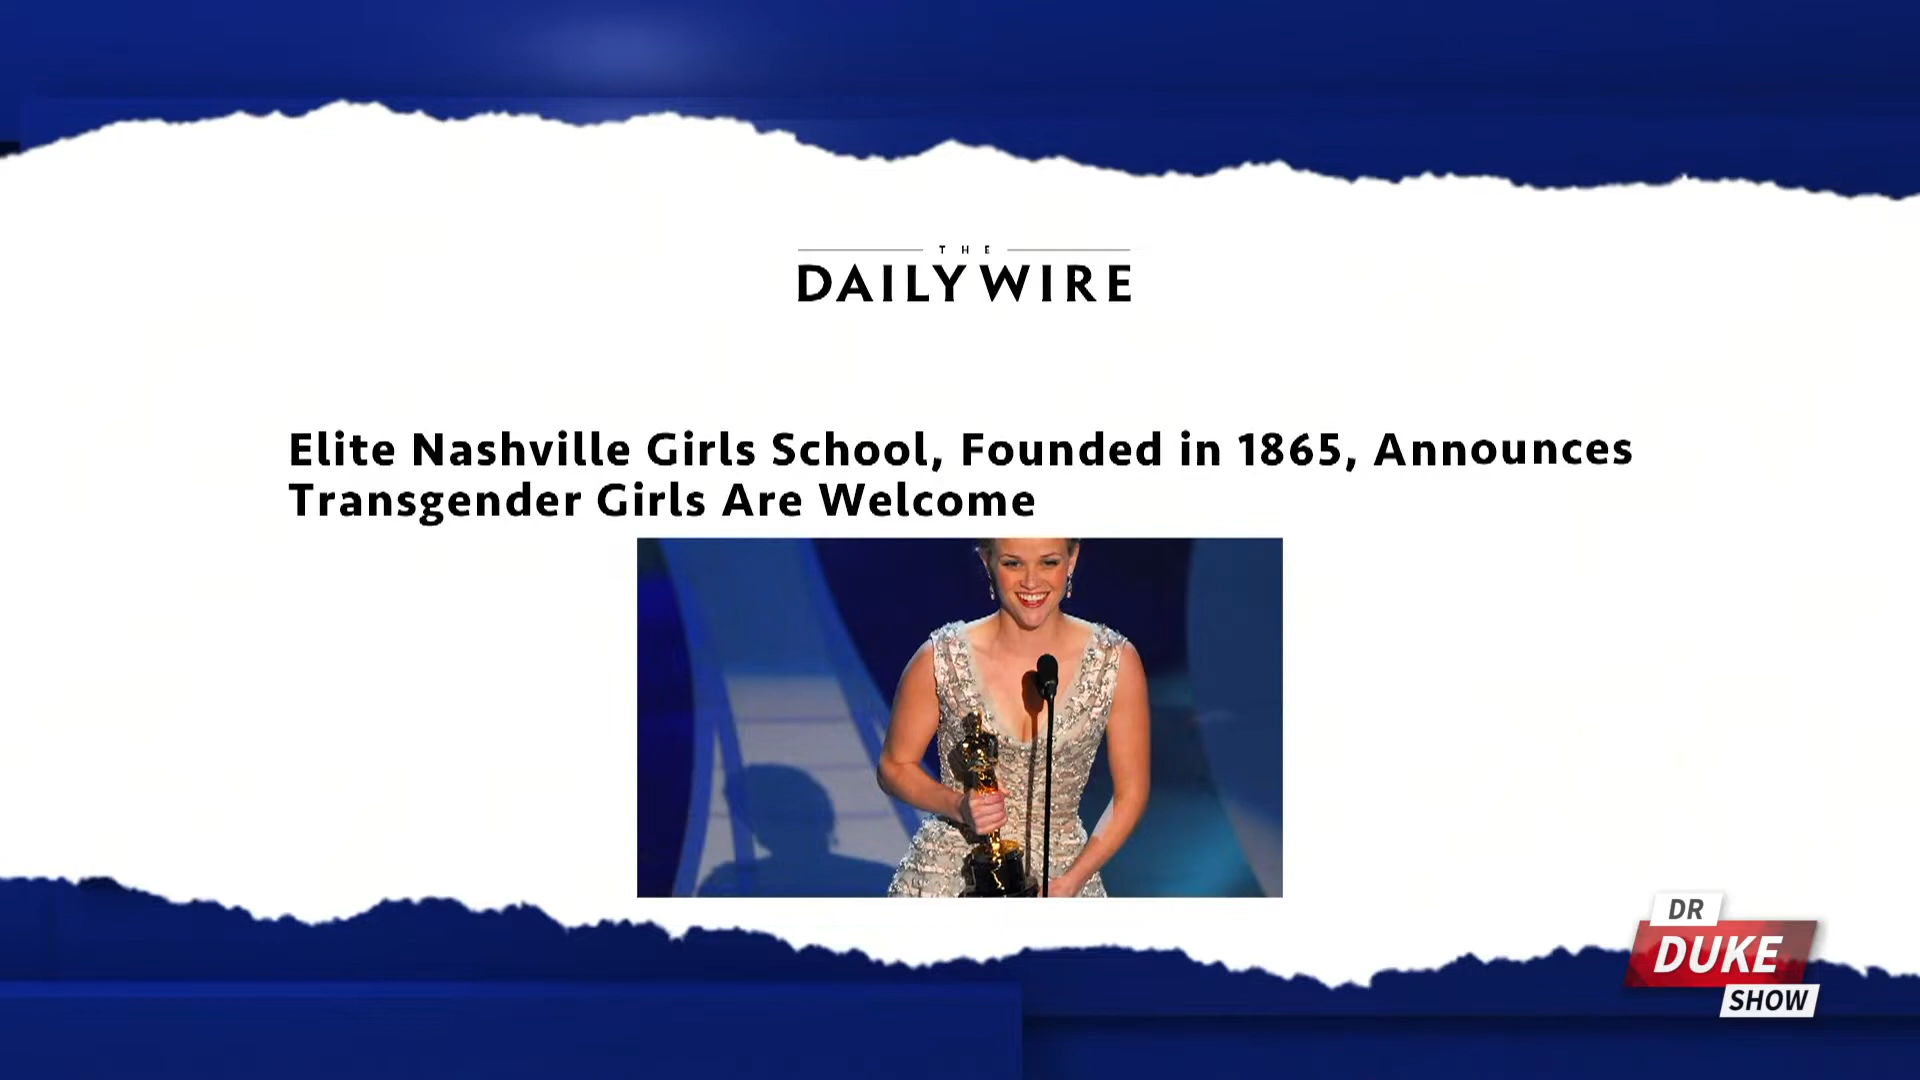 THE
DAILY WIRE
Elite Nashville Girls School, Founded in 1865, Announces
Transgender Girls Are Welcome
DR
DUKE
SHOW